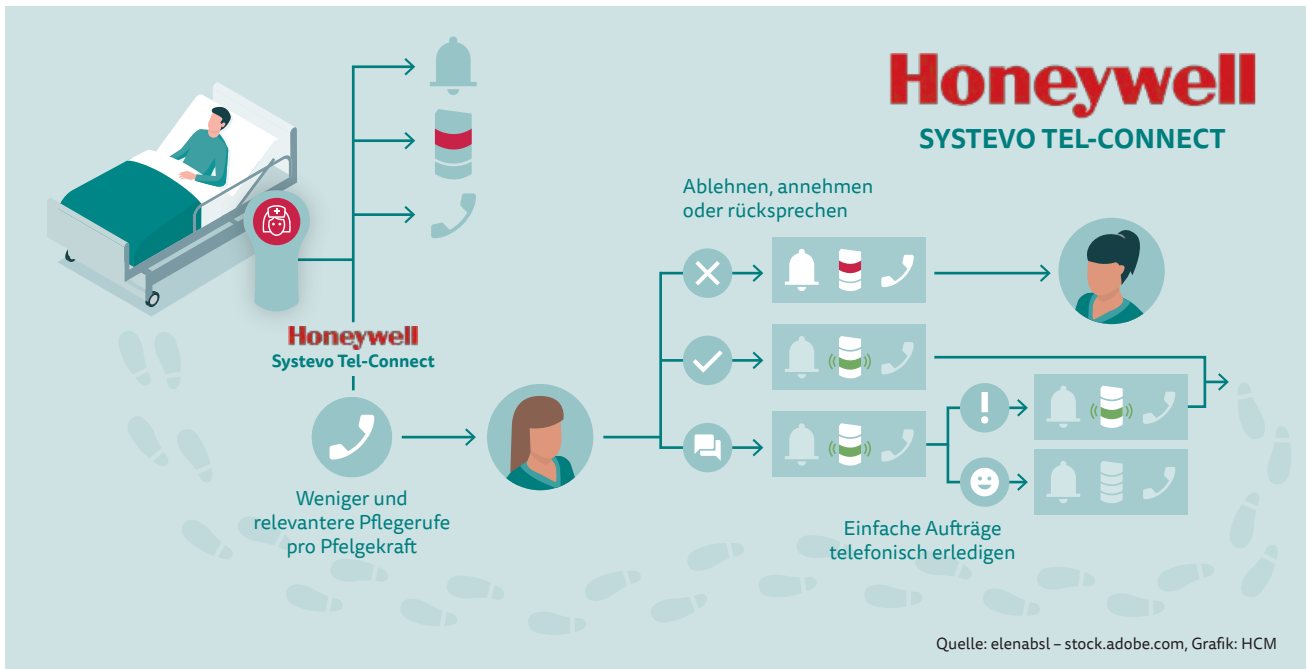 Honeywell
SYSTEVO TEL-CONNECT
Ablehnen, annehmen
oder rücksprechen
Honeywell
Systevo Tel-Connect
Weniger und
relevantere Pflegerufe
pro Pfelgekraft
Einfache Aufträge
telefonisch erledigen
Quelle: elenabsl – stock.adobe.com, Grafik: HCM